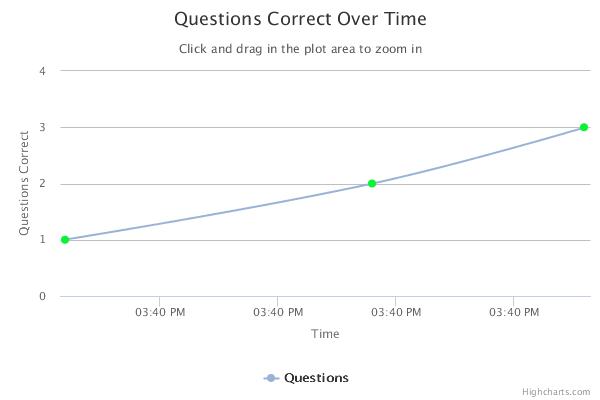 Questions Correct Over Time
Click and drag in the plot area to zoom in
4
3
2
1
0
Questions Correct
03:40 PM 03:40 PM 03:40 PM 03:40 PM
Time
Questions
Highcharts.com